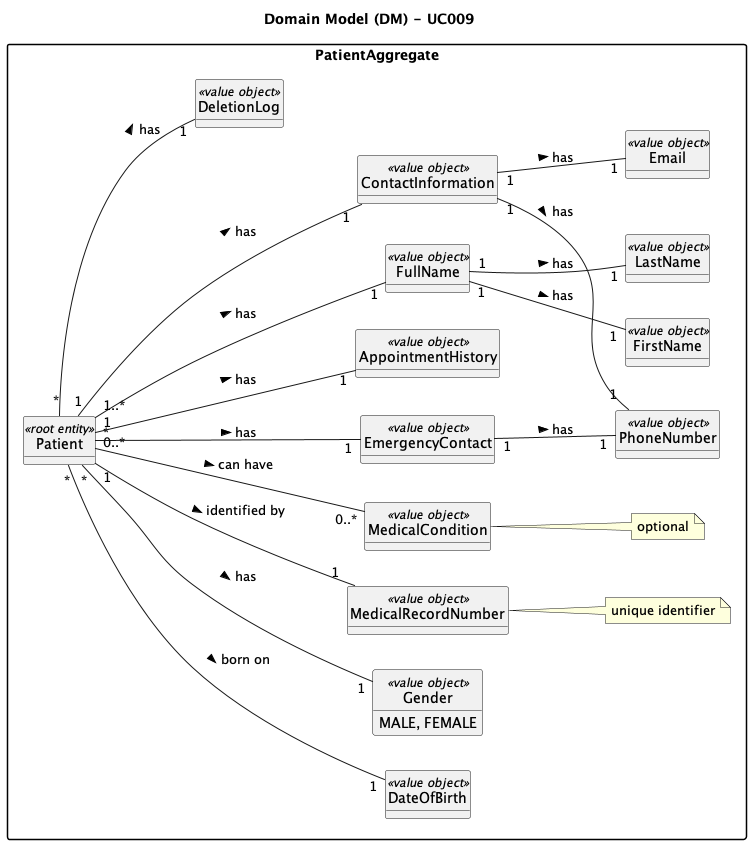 Domain Model (DM) - UC009
PatientAggregate
«value object»
DeletionLog
has
1
«value object»
ContactInformation
1
1
1
has
«value object»
Email
1
has
has
«value object»
FullName
1
1
1
has
has
«value object»
LastName
1
has
«value object»
FirstName
1
«value object»
AppointmentHistory
1
has
*
1
1..*
1
*
0..*
«root entity»
Patient
has
1
«value object»
EmergencyContact
1
has
1
1
«value object»
PhoneNumber
can have
0..*
«value object»
MedicalCondition
optional
*
*
1
identified by
1
«value object»
MedicalRecordNumber
unique identifier
has
1
«value object»
Gender
MALE, FEMALE
born on
1
«value object»
DateOfBirth